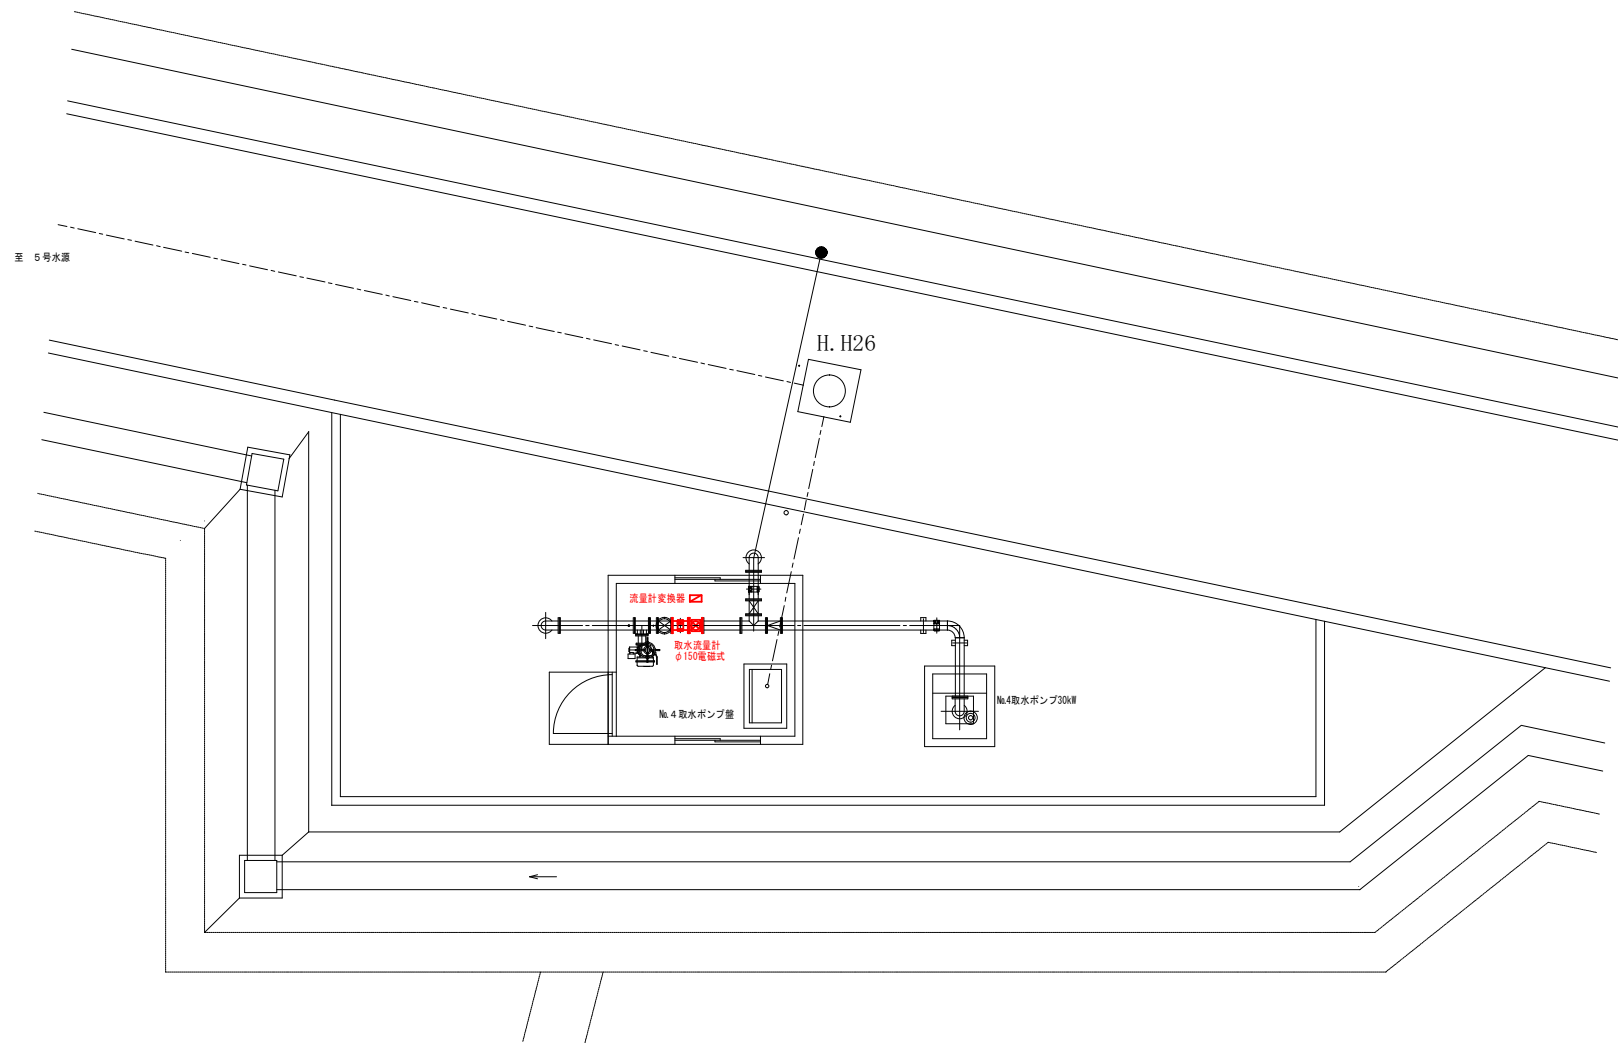 至 5号水源
H.H26
流量計変換器
取水流量計
φ150電磁式
№4取水ポンプ盤
№4取水ポンプ30kW